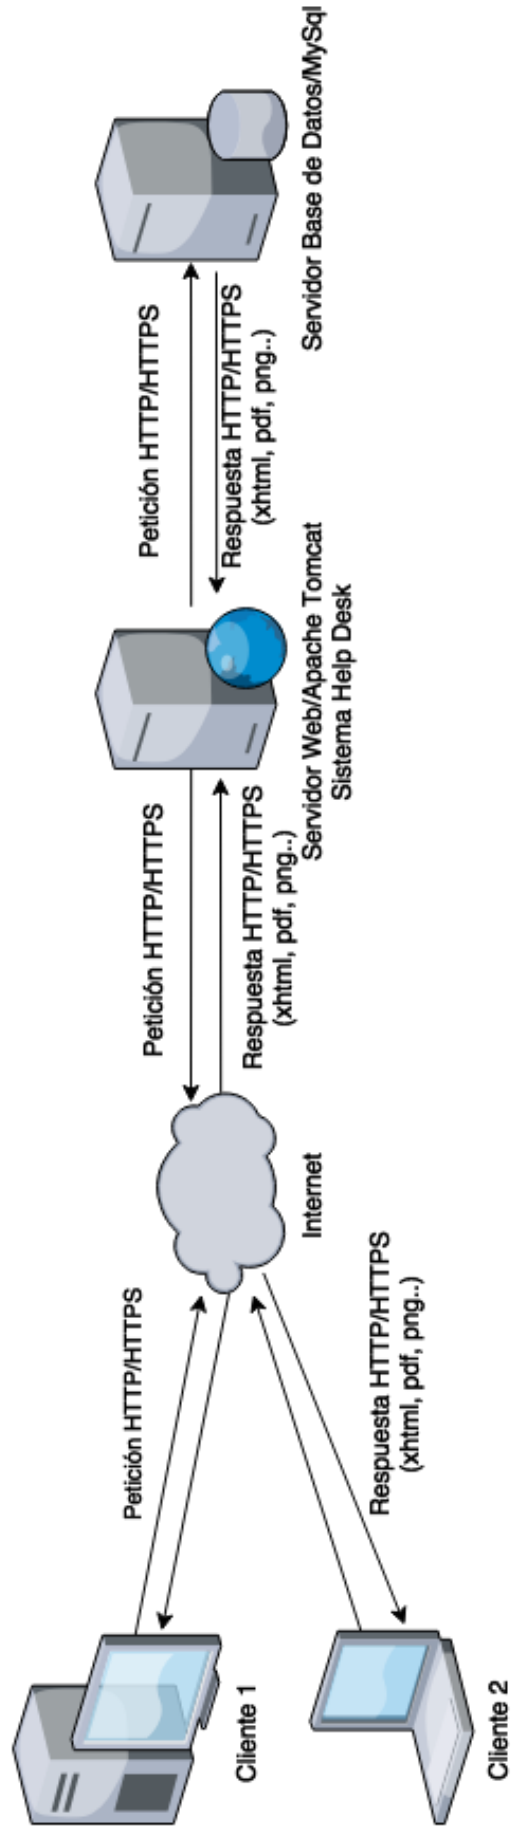 Petición HTTP/HTTPS
Cliente 1
Respuesta HTTP/HTTPS
(xhtml, pdf, png..)
Cliente 2
Internet
Petición HTTP/HTTPS
Respuesta HTTP/HTTPS
(xhtml, pdf, png..)
Servidor Web/Apache Tomcat
Sistema Help Desk
Petición HTTP/HTTPS
Respuesta HTTP/HTTPS
(xhtml, pdf, png..)
Servidor Base de Datos/MySql